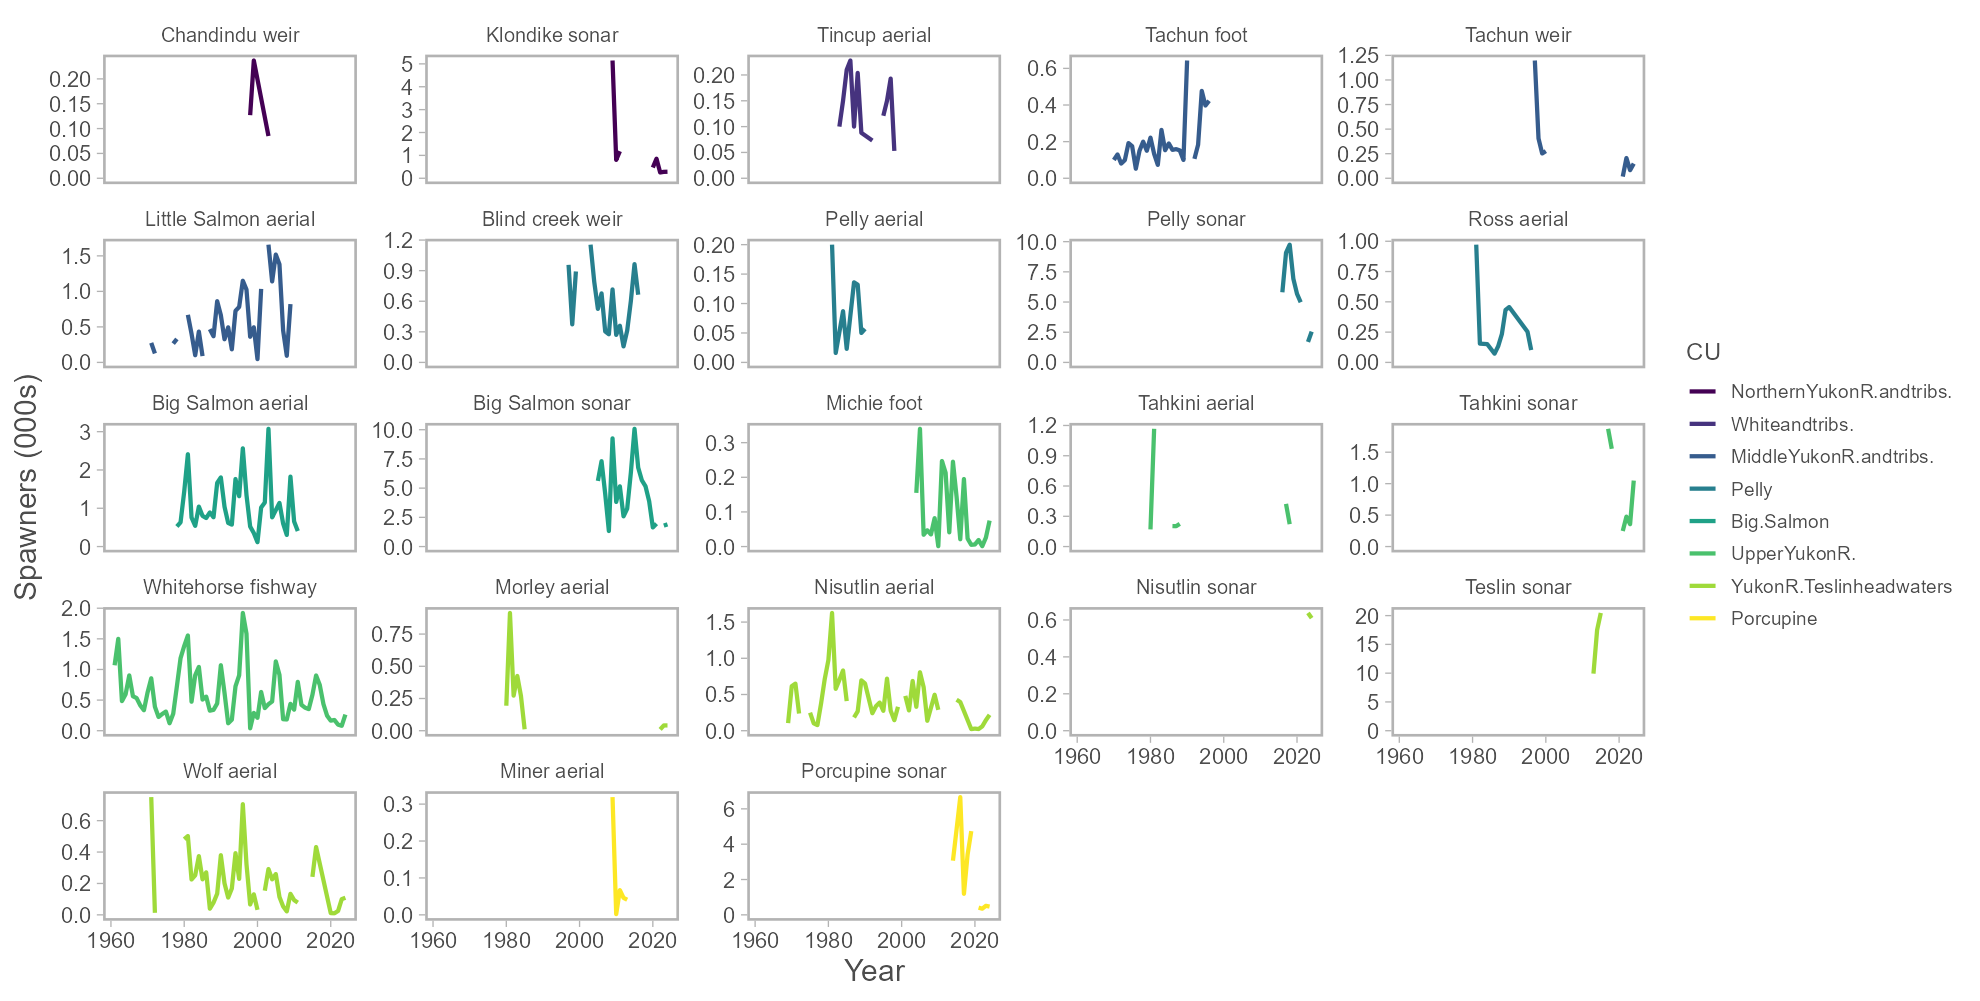 Chandindu weir
Klondike sonar
Tincup aerial
Tachun foot
Tachun weir
0.20
0.15
0.10
0.05
0.00
5
4
3
2
1
0
0.20
0.15
0.10
0.05
0.00
0.6
0.4
0.2
0.0
1.25
1.00
0.75
0.50
0.25
0.00
Little Salmon aerial
Blind creek weir
Pelly aerial
Pelly sonar
Ross aerial
1.5
1.0
0.5
0.0
1.2
0.9
0.6
0.3
0.0
0.20
0.15
0.10
0.05
0.00
10.0
7.5
5.0
2.5
0.0
1.00
0.75
0.50
0.25
0.00
Big Salmon aerial
Big Salmon sonar
Michie foot
Tahkini aerial
Tahkini sonar
3
2
1
0
10.0
7.5
5.0
2.5
0.0
0.3
0.2
0.1
0.0
1.2
0.9
0.6
0.3
0.0
1.5
1.0
0.5
0.0
Whitehorse fishway
Morley aerial
Nisutlin aerial
Nisutlin sonar
Teslin sonar
2.0
1.5
1.0
0.5
0.0
0.75
0.50
0.25
0.00
1.5
1.0
0.5
0.0
0.6
0.4
0.2
0.0
20
15
10
5
0
1960 1980 2000 2020
1960 1980 2000 2020
Wolf aerial
Miner aerial
Porcupine sonar
0.6
0.4
0.2
0.0
0.3
0.2
0.1
0.0
6
4
2
0
1960 1980 2000 2020
1960 1980 2000 2020
1960 1980 2000 2020
Year
Spawners (000s)
CU
NorthernYukonR.andtribs.
Whiteandtribs.
MiddleYukonR.andtribs.
Pelly
Big.Salmon
UpperYukonR.
YukonR.Teslinheadwaters
Porcupine